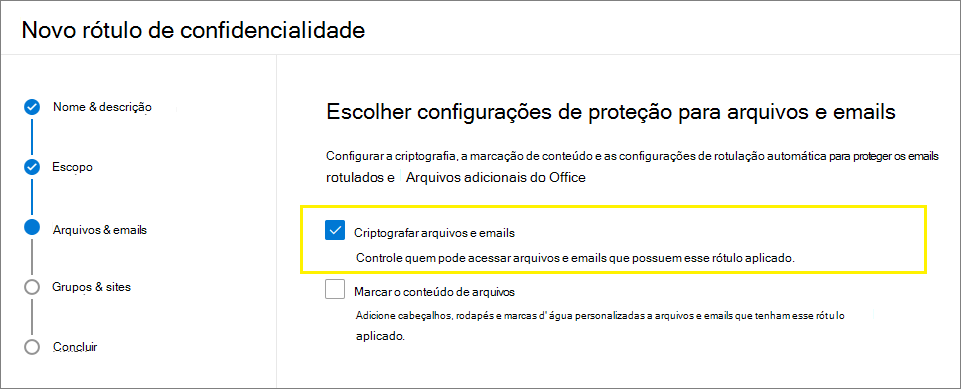 Novo rótulo de confidencialidade
Nome & descrição
Escopo
Arquivos & emails
Grupos & sites
Concluir
Escolher configurações de proteção para arquivos e emails
Configurar a criptografia, a marcação de conteúdo e as configurações de rotulação automática para proteger os emails
rotulados e Arquivos adicionais do Office
Criptografar arquivos e emails
Controle quem pode acessar arquivos e emails que possuem esse rótulo aplicado.
Marcar o conteúdo de arquivos
Adicione cabeçalhos, rodapés e marcas d' água personalizadas a arquivos e emails que tenham esse rótulo
aplicado.